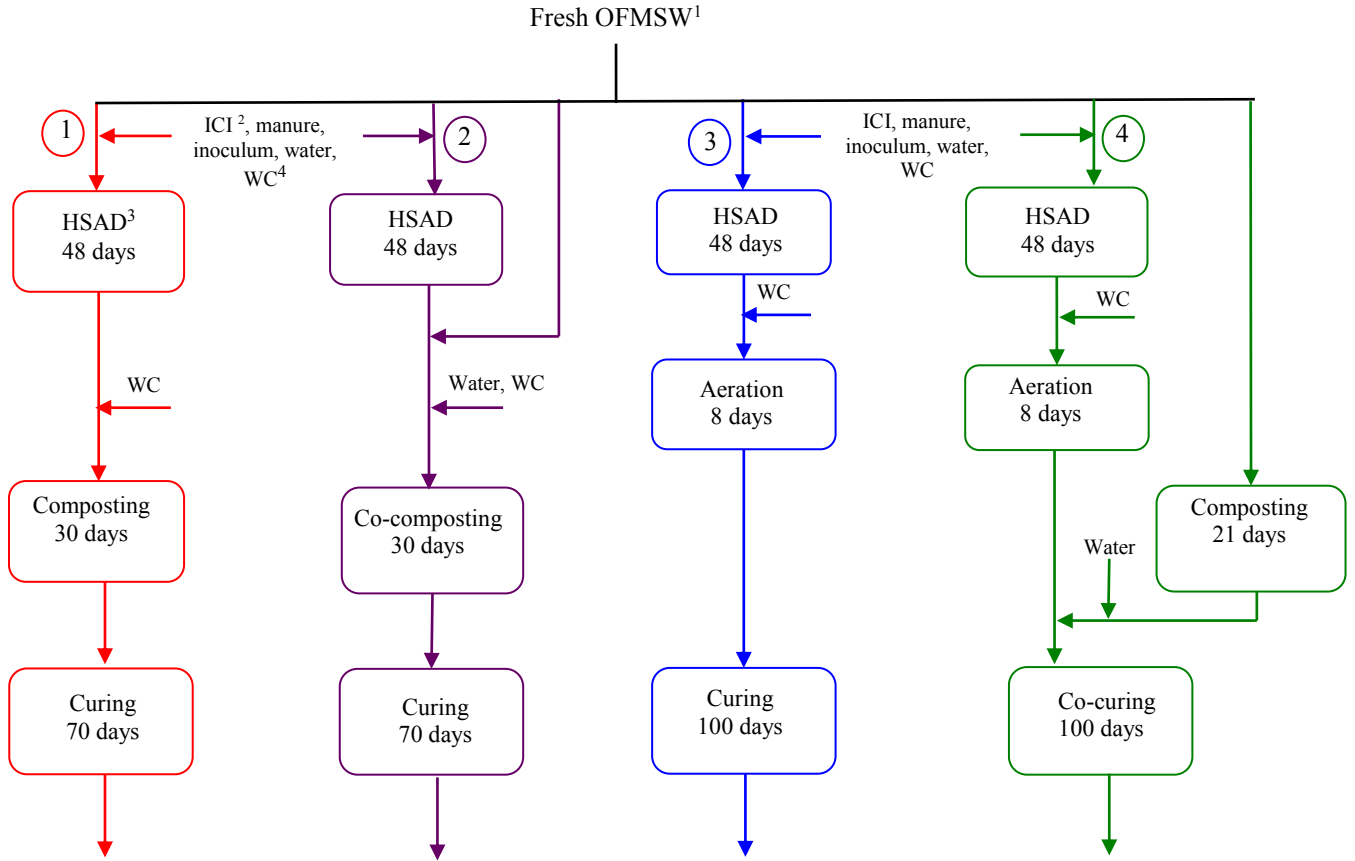 Fresh OFMSW¹
1
ICI ², manure,
inoculum, water,
WC⁴
2
3
ICI, manure,
inoculum, water,
WC
4
HSAD³
48 days
HSAD
48 days
HSAD
48 days
HSAD
48 days
WC
WC
WC
Water, WC
Aeration
8 days
Aeration
8 days
Composting
30 days
Co-composting
30 days
Composting
21 days
Water
Curing
70 days
Curing
70 days
Curing
100 days
Co-curing
100 days